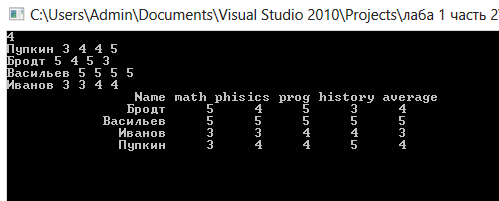 C:\Users\Admin\Documents\Visual Studio 2010\Projects\лаба 1 часть 2\
4
Пупкин 3 4 4 5
Бродт 5 4 5 3
Васильев 5 5 5 5
Иванов 3 3 4 4
Name math phisics prog history average
Бродт 5 4 5 3 4
Васильев 5 5 5 5 5
Иванов 3 3 4 4 3
Пупкин 3 4 4 5 4